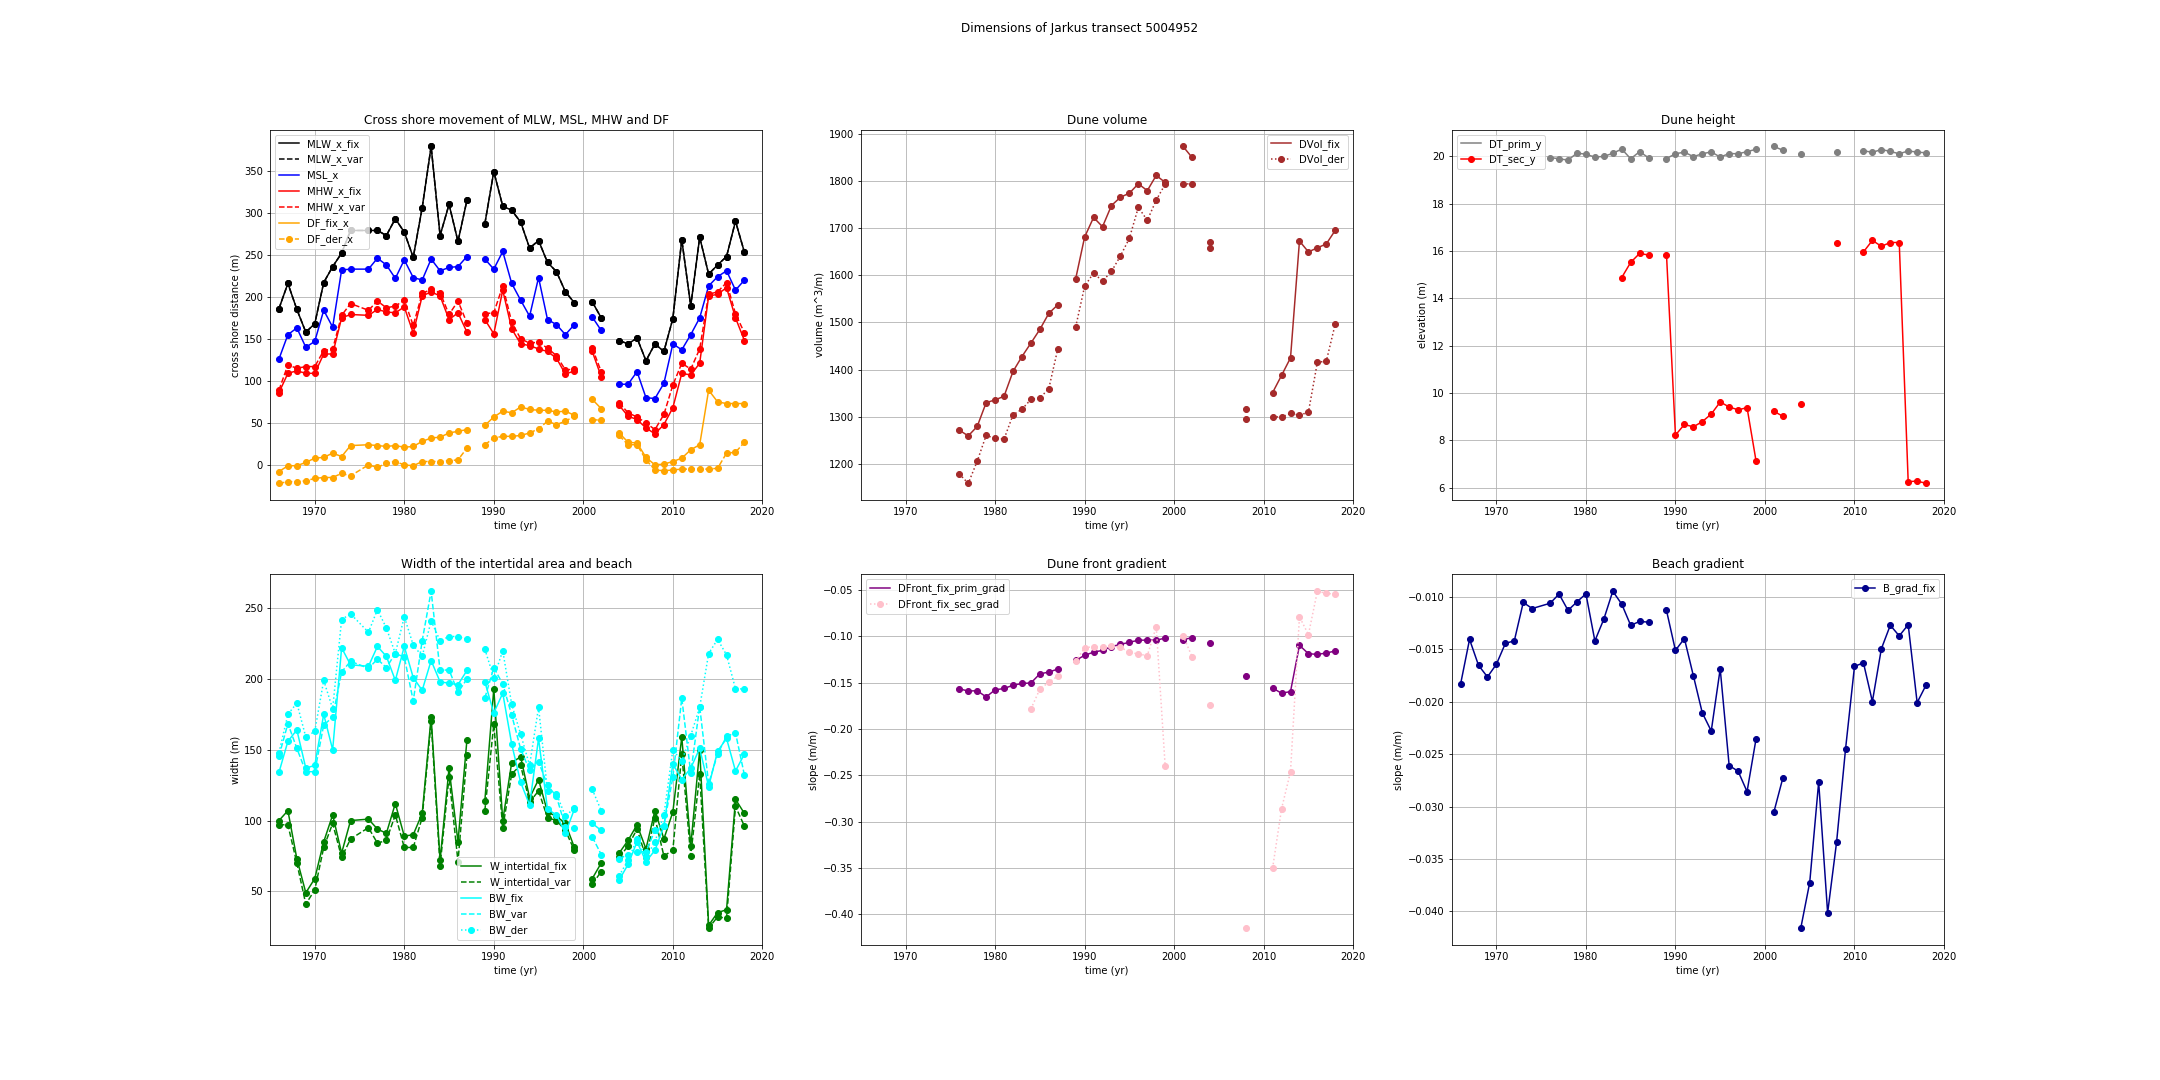 Dimensions of Jarkus transect 5004952
Cross shore movement of MLW, MSL, MHW and DF
MLW_x_fix
MLW_x_var
MSL_x
MHW_x_fix
MHW_x_var
DF_fix_x
DF_der_x
350
300
250
200
150
100
50
0
cross shore distance (m)
1970 1980 1990 2000 2010 2020
time (yr)
Dune volume
DVol_fix
DVol_der
1900
1800
1700
1600
1500
1400
1300
1200
volume (m^3/m)
1970 1980 1990 2000 2010 2020
time (yr)
Dune height
DT_prim_y
DT_sec_y
20
18
16
14
12
10
8
6
elevation (m)
1970 1980 1990 2000 2010 2020
time (yr)
Width of the intertidal area and beach
250
200
150
100
50
width (m)
W_intertidal_fix
W_intertidal_var
BW_fix
BW_var
BW_der
1970 1980 1990 2000 2010 2020
time (yr)
Dune front gradient
DFront_fix_prim_grad
DFront_fix_sec_grad
−0.05
−0.10
−0.15
−0.20
−0.25
−0.30
−0.35
−0.40
slope (m/m)
1970 1980 1990 2000 2010 2020
time (yr)
Beach gradient
B_grad_fix
−0.010
−0.015
−0.020
−0.025
−0.030
−0.035
−0.040
slope (m/m)
1970 1980 1990 2000 2010 2020
time (yr)